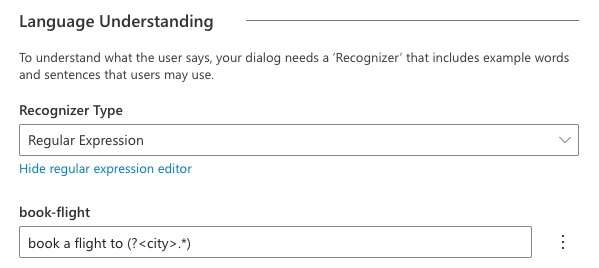 Language Understanding
To understand what the user says, your dialog needs a ‘Recognizer’ that includes example words
and sentences that users may use.
Recognizer Type
Regular Expression
Hide regular expression editor
book-flight
book a flight to (?<city>.*)